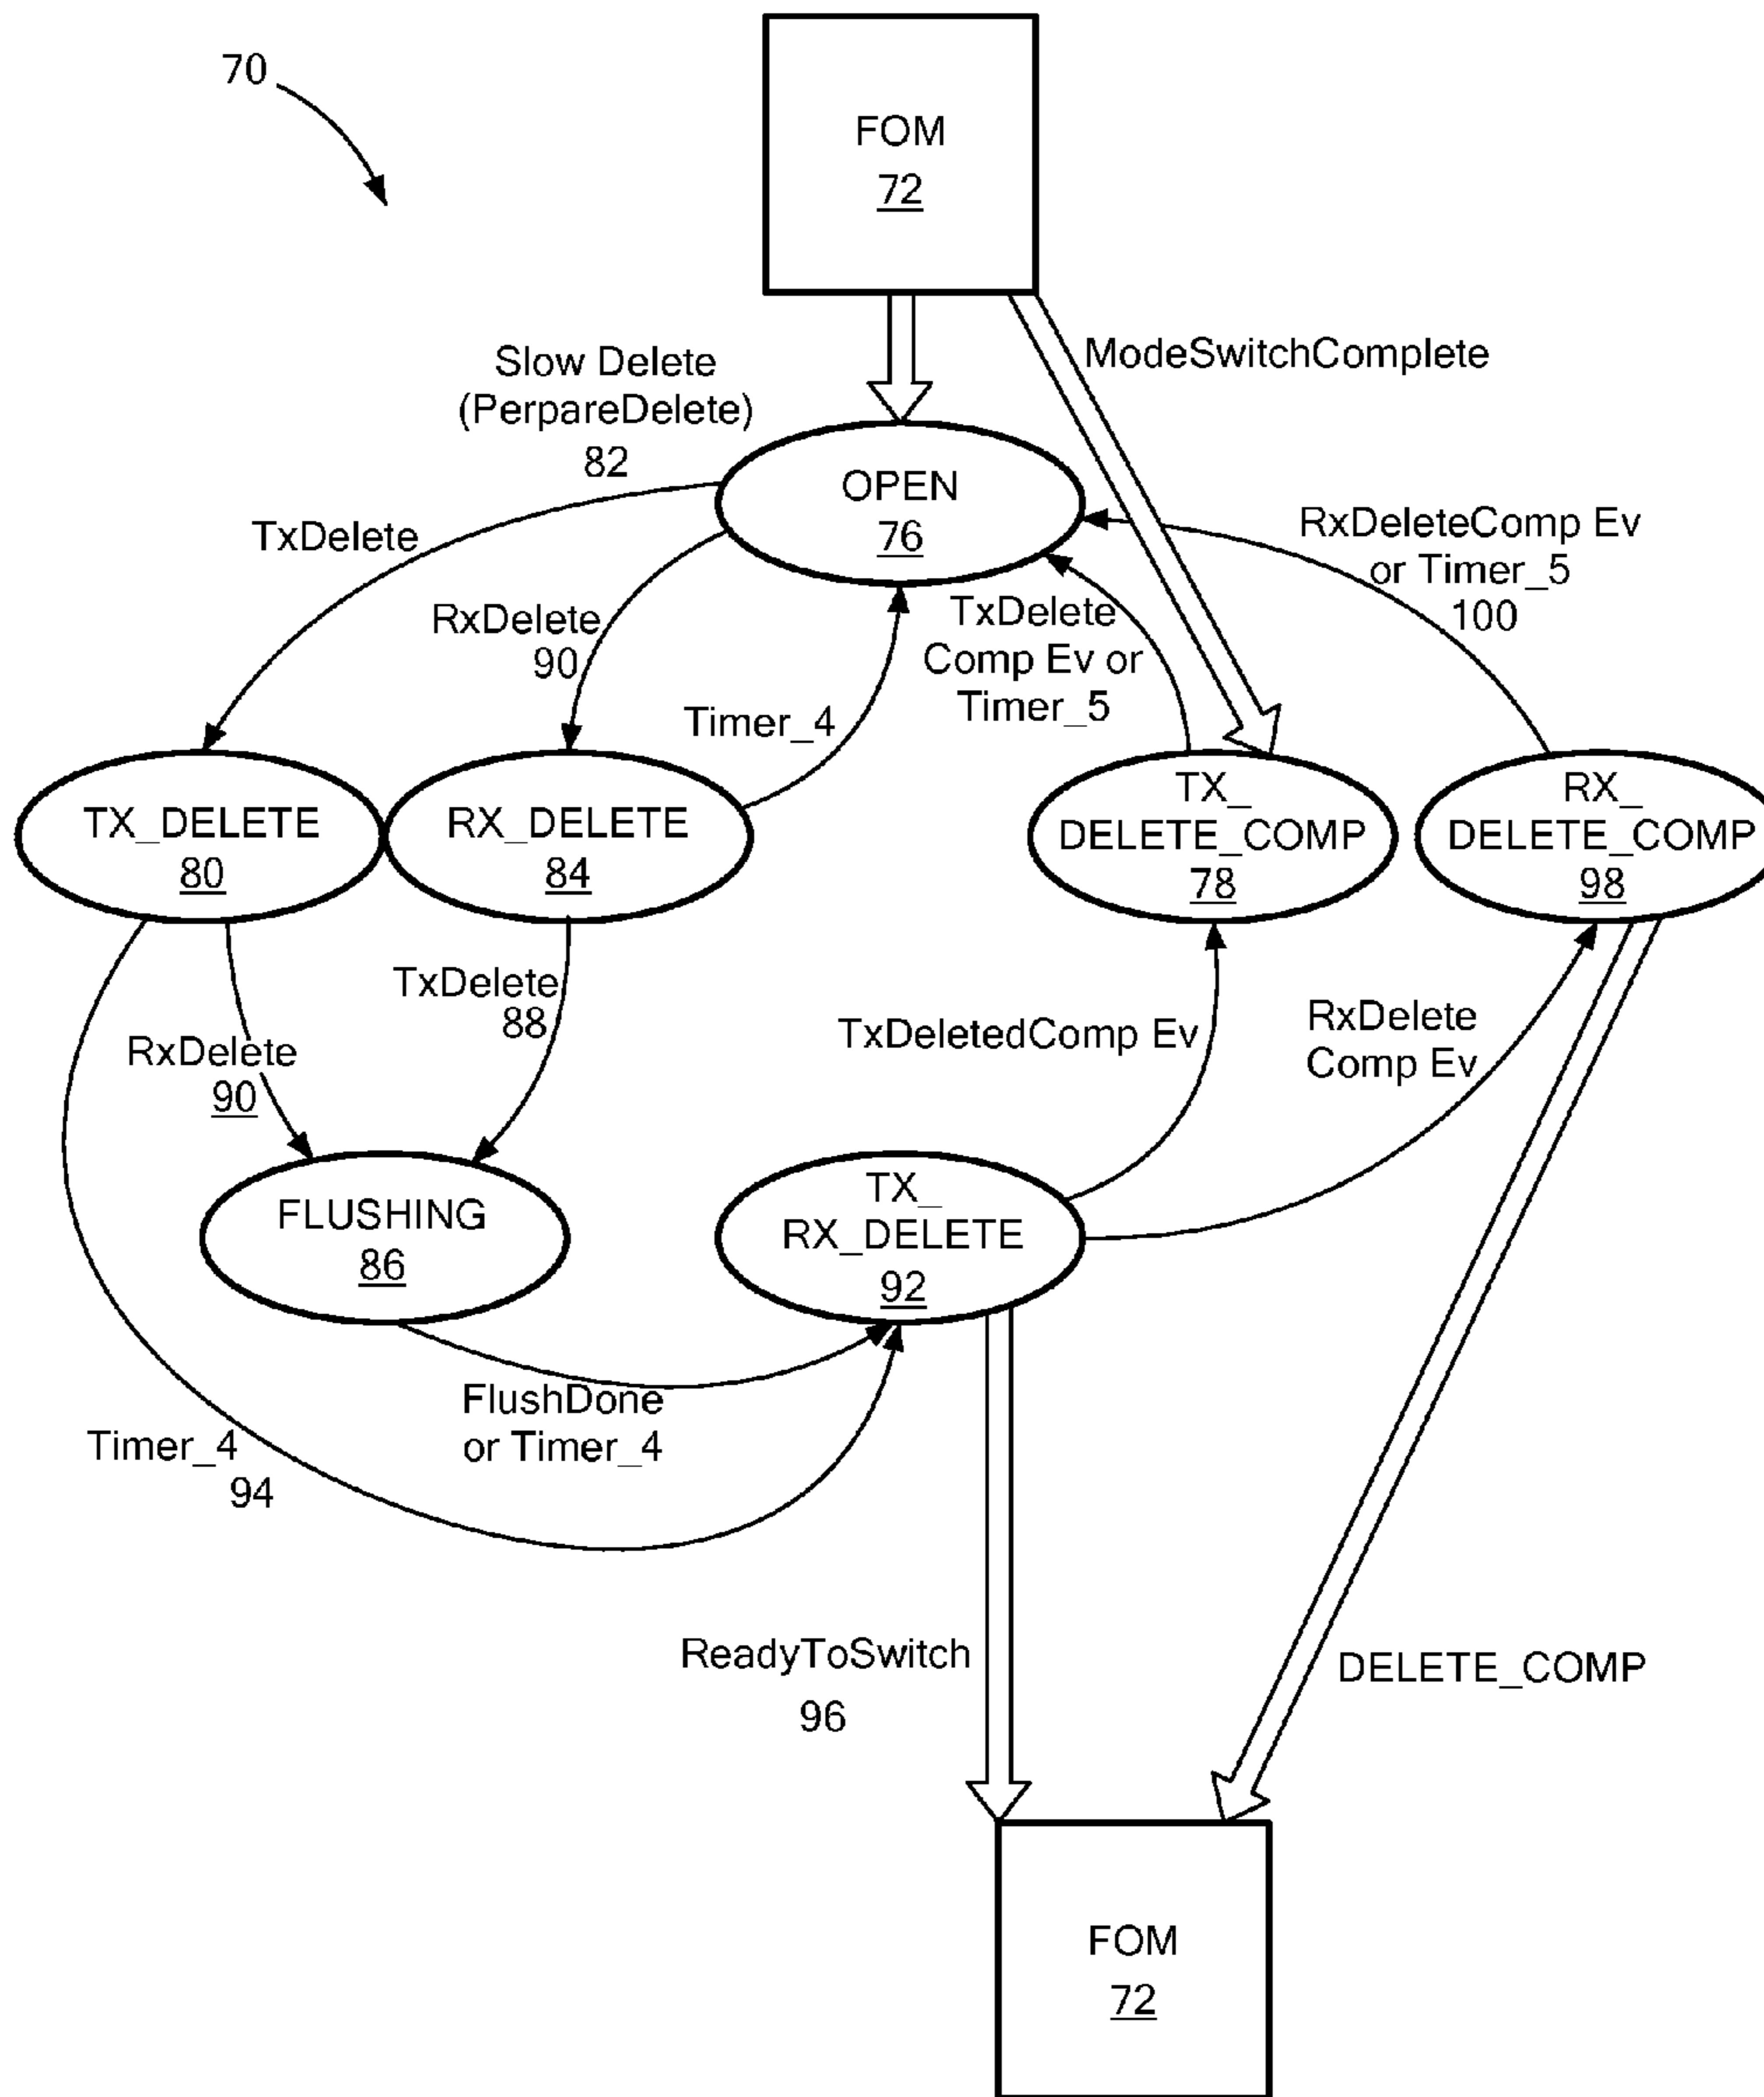 70
FOM
72
ModeSwitchComplete
Slow Delete
(PerpareDelete)
82
OPEN
76
TxDelete
RxDelete
90
Timer_4
TxDelete
Comp Ev or
Timer_5
RxDeleteComp Ev
or Timer_5
100
TX_DELETE
80
RX_DELETE
84
TX_
DELETE_COMP
78
RX_
DELETE_COMP
98
TxDelete
88
RxDelete
90
TxDeletedComp Ev
RxDelete
Comp Ev
FLUSHING
86
TX_
RX_DELETE
92
FlushDone
or Timer_4
Timer_4
94
ReadyToSwitch
96
DELETE_COMP
FOM
72